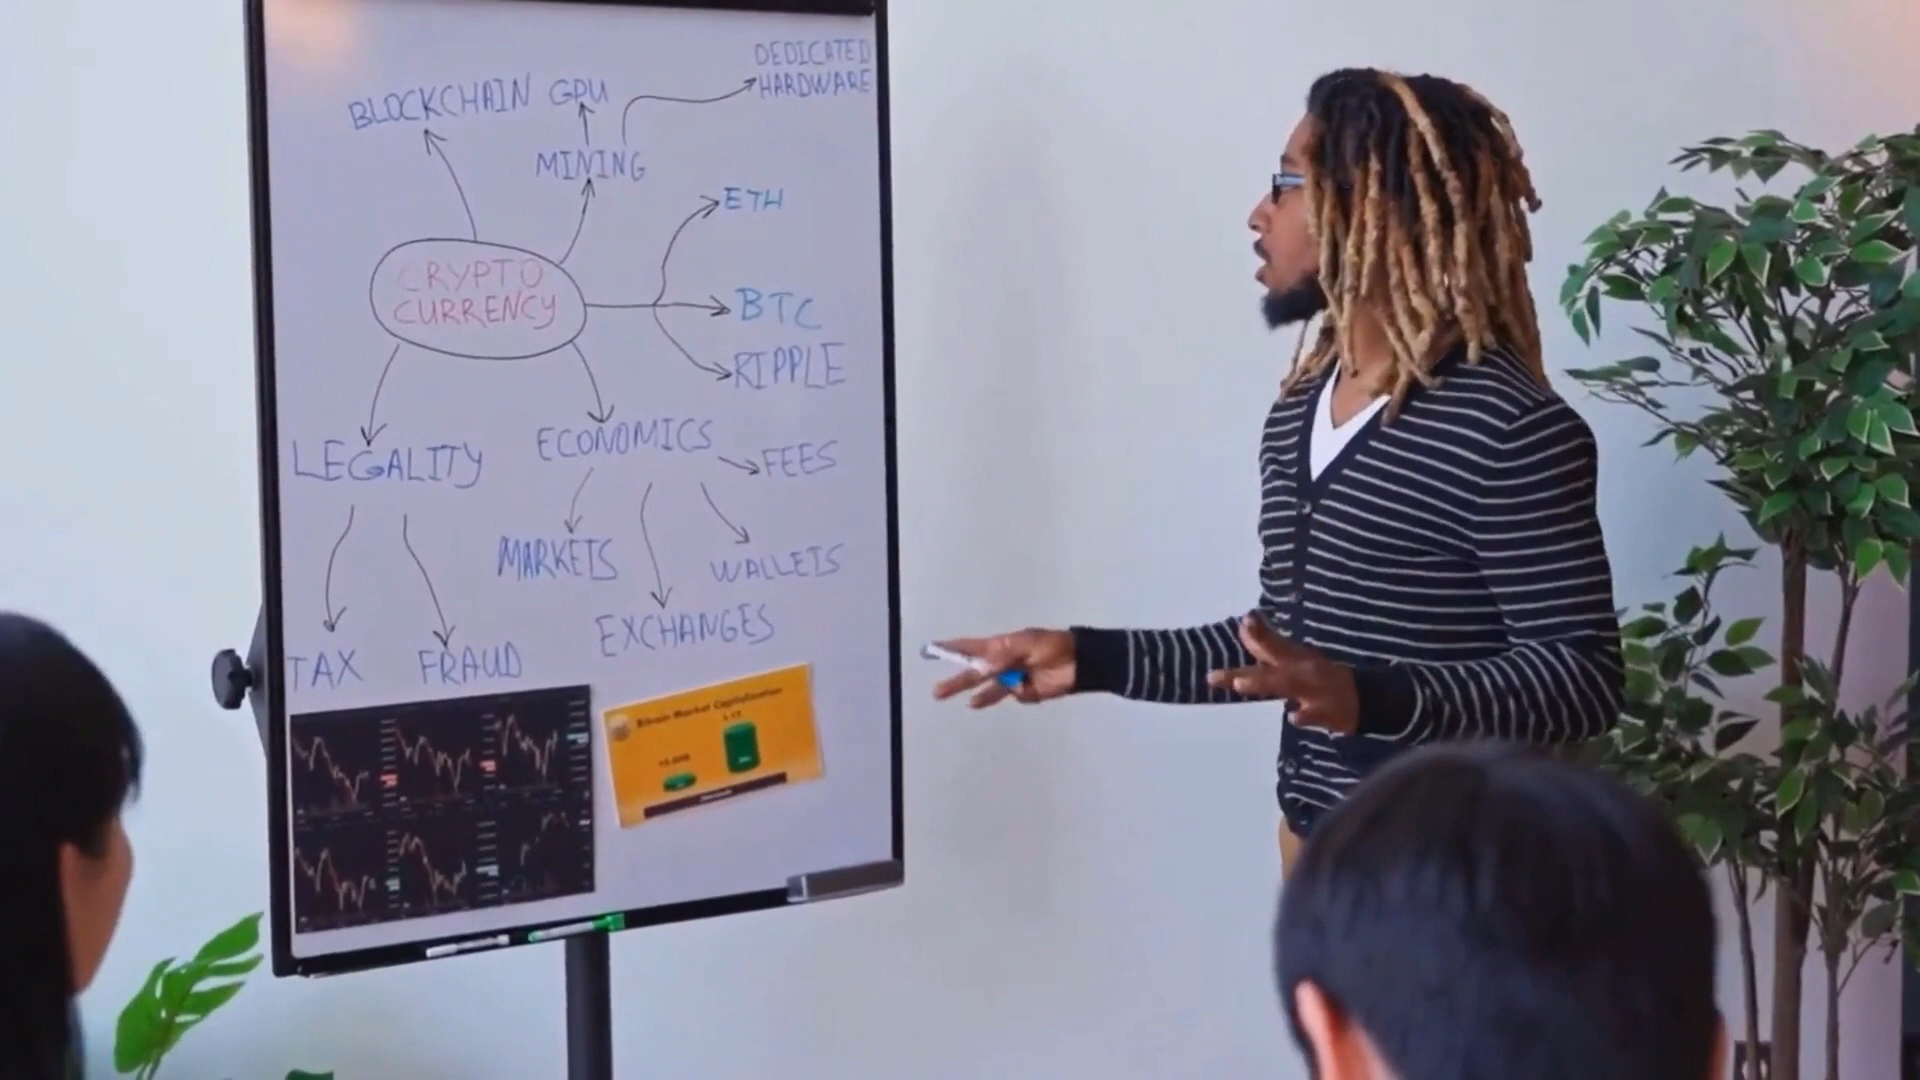 DEDICATED
HARDWARE
BLOCKCHAIN
GPU
MINING
ETH
CRYPTO
CURRENCY
BTC
RIPPLE
LEGALITY
ECONOMICS
FEES
MARKETS
WALLETS
EXCHANGES
TAX
FRAUD
Bitcoin Market Capitalization